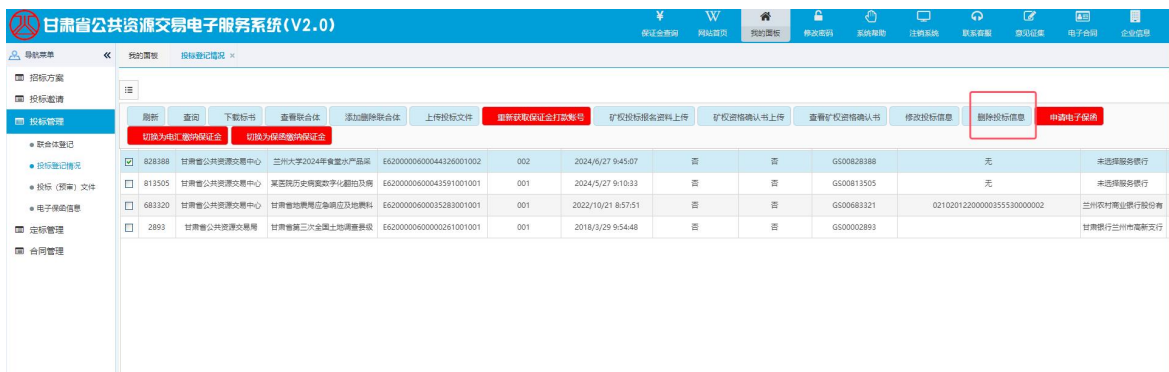 甘肃省公共资源交易电子服务系统(V2.0)
保证金查询 网站首页 我的面板 修改密码 系统帮助 注销系统 联系客服 意见征集 电子合同 企业信息
导航菜单 «
我的面板 投标登记情况 ×
招标方案
投标邀请
投标管理
联合体登记
投标登记情况
投标（预审）文件
电子保函信息
定标管理
合同管理
刷新 查询 下载标书 查看联合体 添加删除联合体 上传投标文件 重新获取保证金打款账号 矿权投标报名资料上传 矿权资格确认书上传 查看矿权资格确认书 修改投标信息 删除投标信息 申请电子保函
切换为电汇缴纳保证金 切换为保函缴纳保证金
828388 甘肃省公共资源交易中心 兰州大学2024年食堂水产品采 E6200000600044326001002 002 2024/6/27 9:45:07 否 否 GS00828388 无 未选择服务银行
813505 甘肃省公共资源交易中心 某医院历史病案数字化翻拍及病 E6200000600043591001001 001 2024/5/27 9:10:33 否 否 GS00813505 无 未选择服务银行
683320 甘肃省公共资源交易中心 甘肃省地震局应急响应及地震科 E6200000600035283001001 001 2022/10/21 8:57:51 否 否 GS00683321 0210201220000035553000002 兰州农村商业银行股份有
2893 甘肃省公共资源交易局 甘肃省第三次全国土地调查县级 E6200000600000261001001 001 2018/3/29 9:54:48 否 否 GS00002893 甘肃银行兰州市高新支行